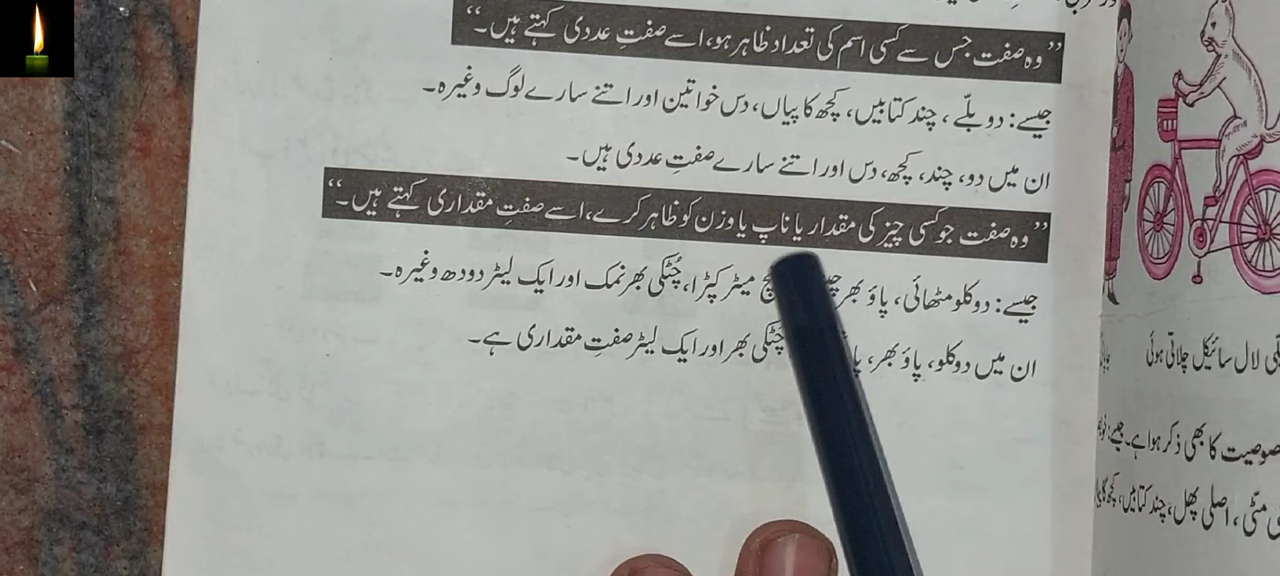 ”وہ صفت جس سے کسی اسم کی تعداد ظاہر ہو، اسے صفتِ عددی کہتے ہیں۔“
جیسے: دو بلّے، چند کتابیں، کچھ کاپیاں، دس خواتین اور اتنے سارے لوگ وغیرہ۔
ان میں دو، چند، کچھ، دس اور اتنے سارے صفتِ عددی ہیں۔
”وہ صفت جو کسی چیز کی مقدار یا ناپ یا وزن کو ظاہر کرے، اسے صفتِ مقداری کہتے ہیں۔“
جیسے: دو کلو مٹھائی، پاؤ بھر میٹر کپڑا، چُٹکی بھر نمک اور ایک لیٹر دودھ وغیرہ۔
ان میں دو کلو، پاؤ بھر، چٹکی بھر اور ایک لیٹر صفتِ مقداری ہے۔
لال سائیکل چلاتی ہوئی
کا بھی ذکر ہوا ہے۔ جیسے:
اصلی پھل، چند کتابیں، کچھ